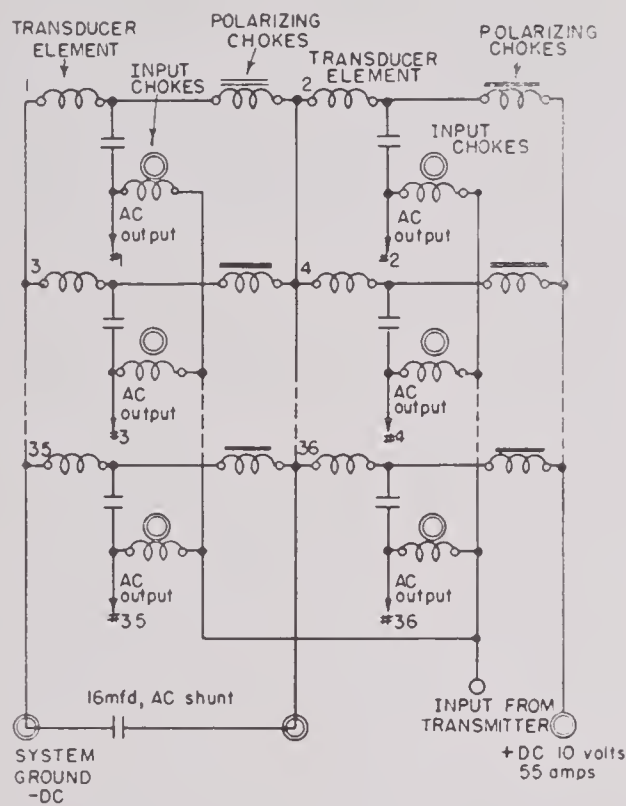 TRANSDUCER
ELEMENT
POLARIZING
CHOKES
INPUT
CHOKES
TRANSDUCER
ELEMENT
POLARIZING
CHOKES
INPUT
CHOKES
1
2
AC
output
#1
AC
output
#2
3
4
AC
output
#3
AC
output
#4
35
36
AC
output
#35
AC
output
#36
16mfd, AC shunt
INPUT FROM
TRANSMITTER
SYSTEM
GROUND
-DC
+DC 10 volts
55 amps